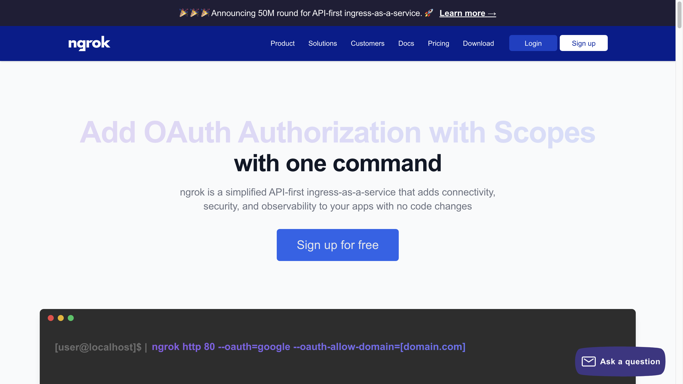 🎉 🎉 🎉 Announcing 50M round for API-first ingress-as-a-service. 🚀 Learn more →
ngrok Product Solutions Customers Docs Pricing Download Login Sign up
Add OAuth Authorization with Scopes
with one command
ngrok is a simplified API-first ingress-as-a-service that adds connectivity,
security, and observability to your apps with no code changes
Sign up for free
[user@localhost]$ | ngrok http 80 --oauth=google --oauth-allow-domain=[domain.com]
Ask a question